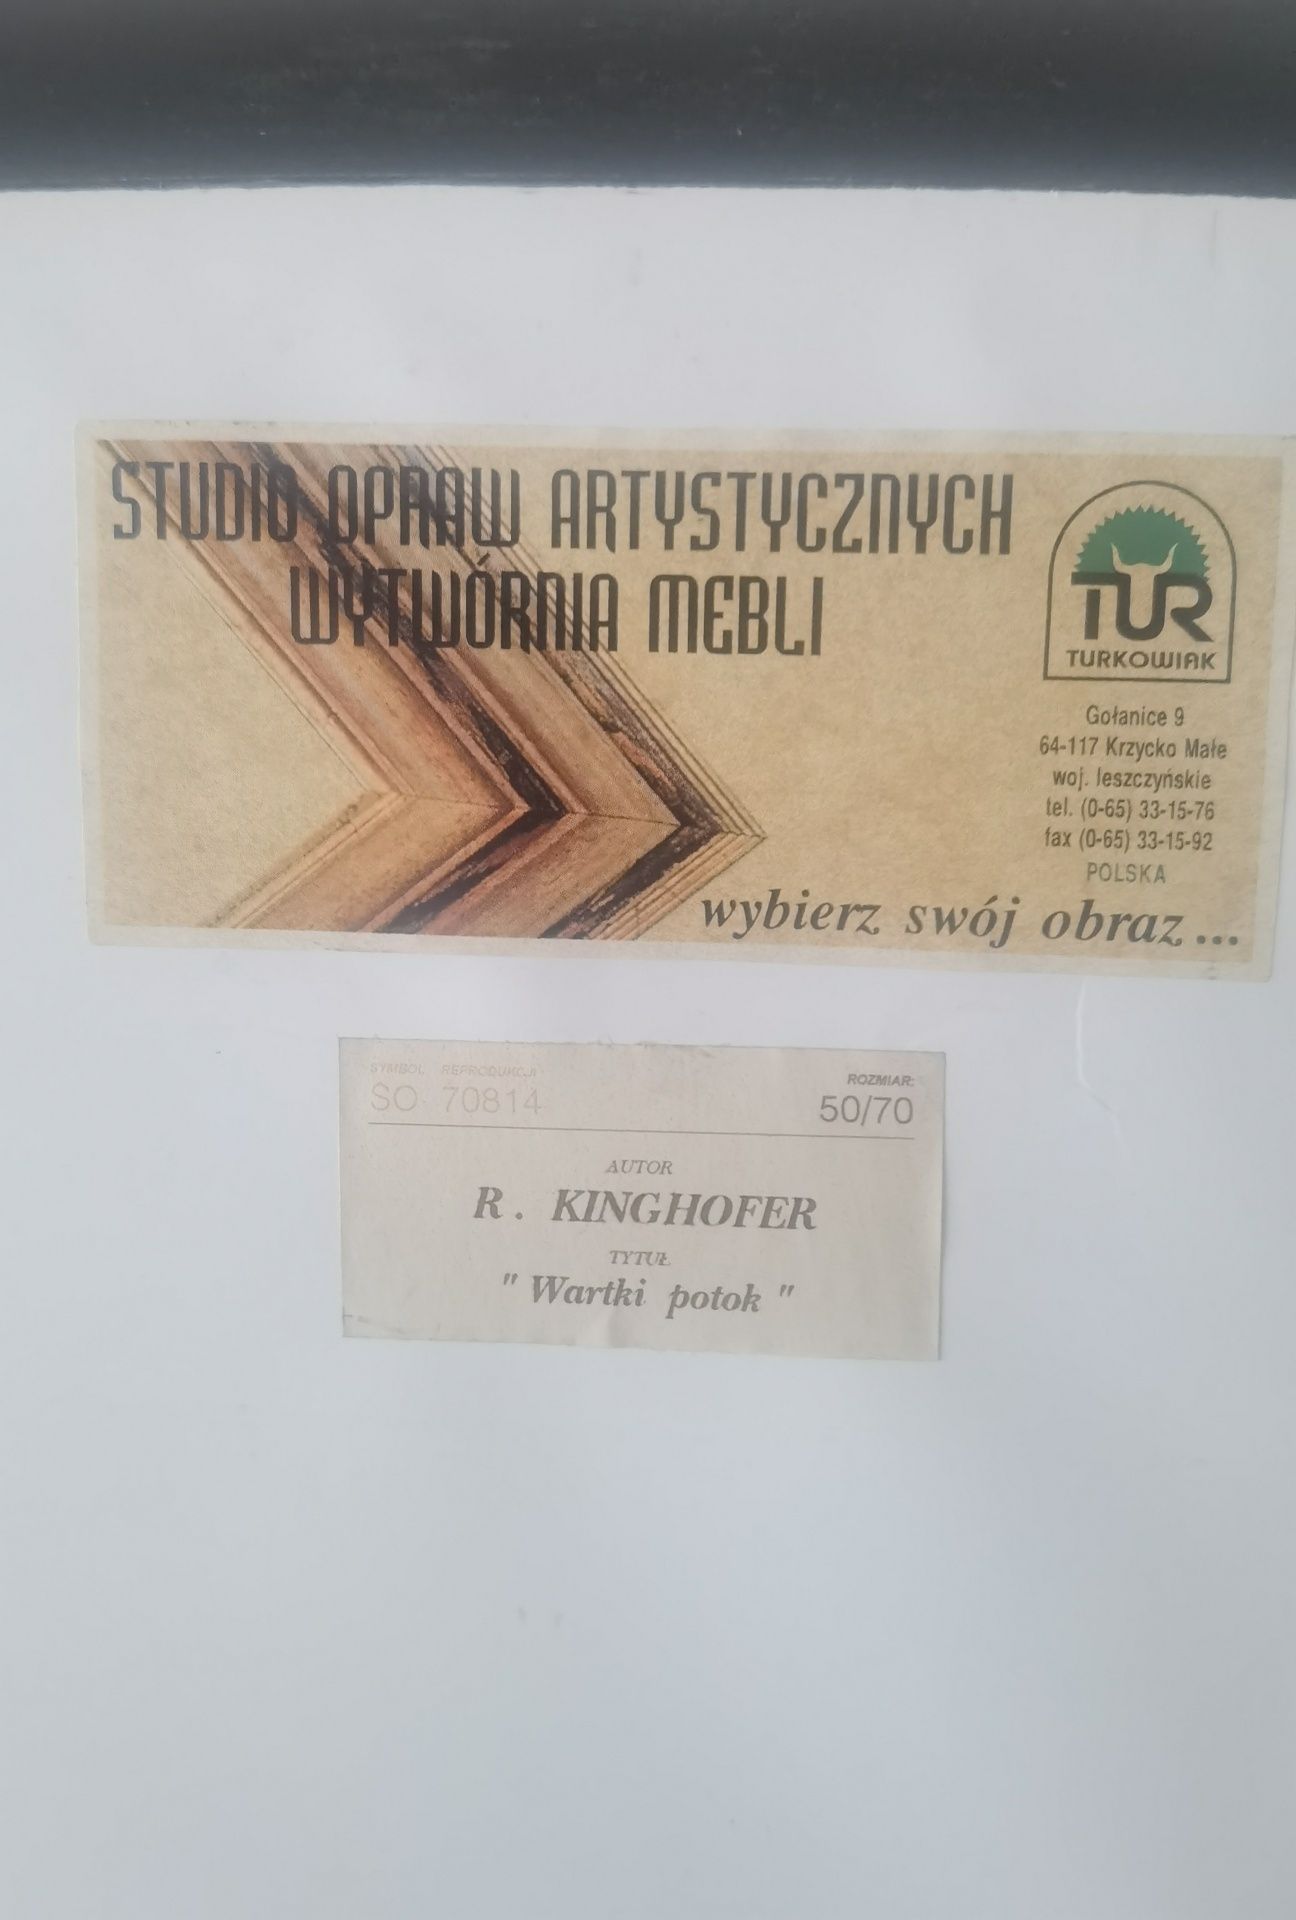 STUDIO OPRAW ARTYSTYCZNYCH
WYTWÓRNIA MEBLI
TUR
TURKOWIAK
Gołanice 9
64-117 Krzycko Małe
woj. leszczyńskie
tel. (0-65) 33-15-76
fax (0-65) 33-15-92
POLSKA
wybierz swój obraz...
SYMBOL REPRODUKCJI
SO 70814
ROZMIAR:
50/70
AUTOR
R. KINGHOFER
TYTUŁ
" Wartki potok "